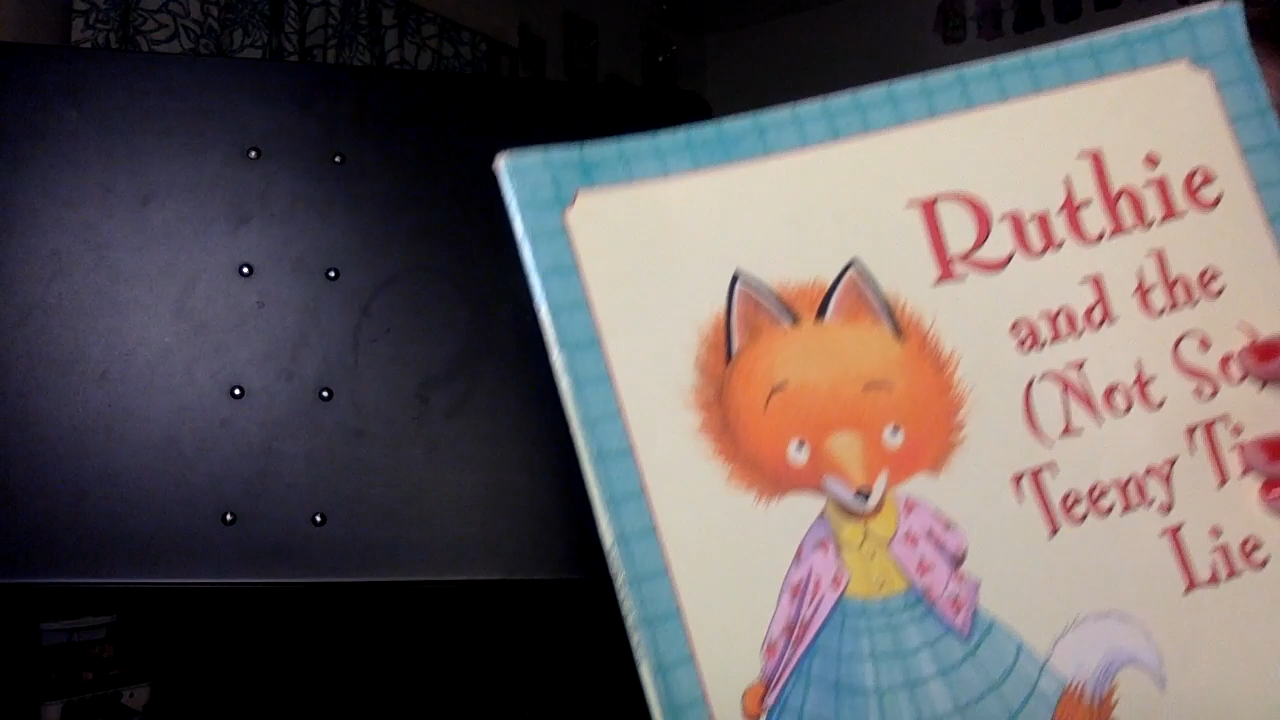 Ruthie
and the
(Not So
Teeny Ti
Lie